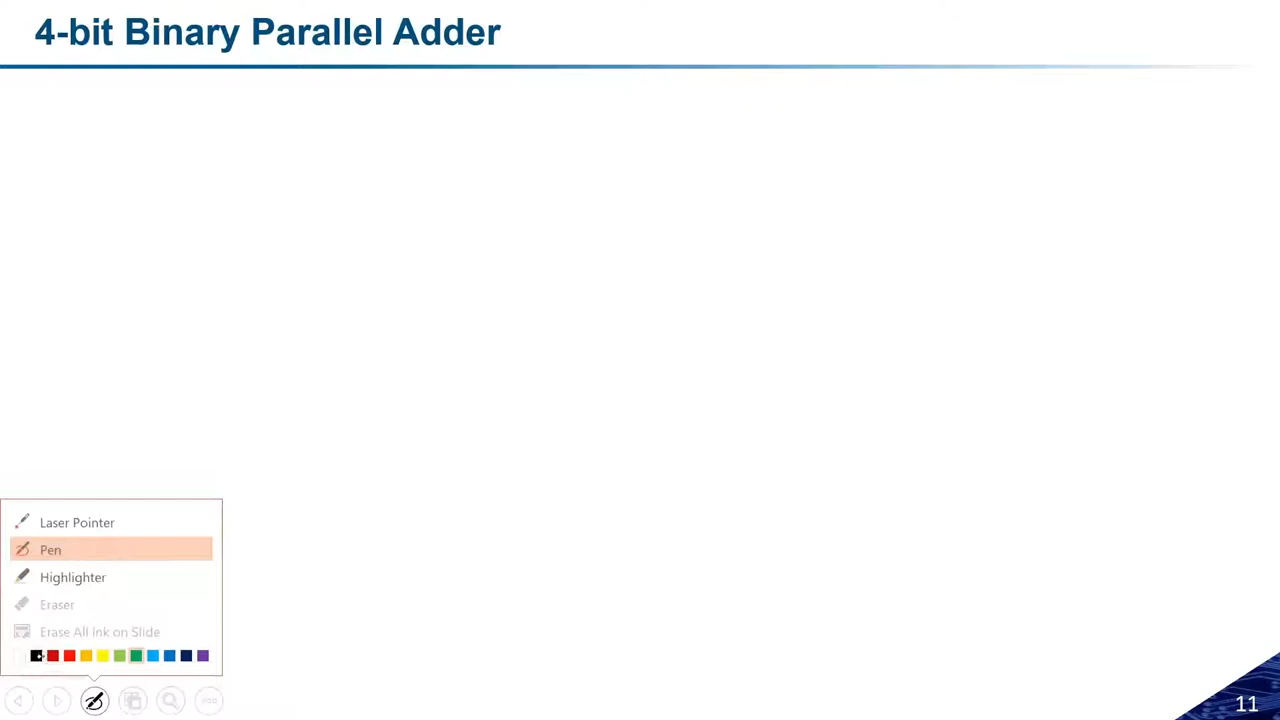 4-bit Binary Parallel Adder
Laser Pointer
Pen
Highlighter
Eraser
Erase All Ink on Slide
11